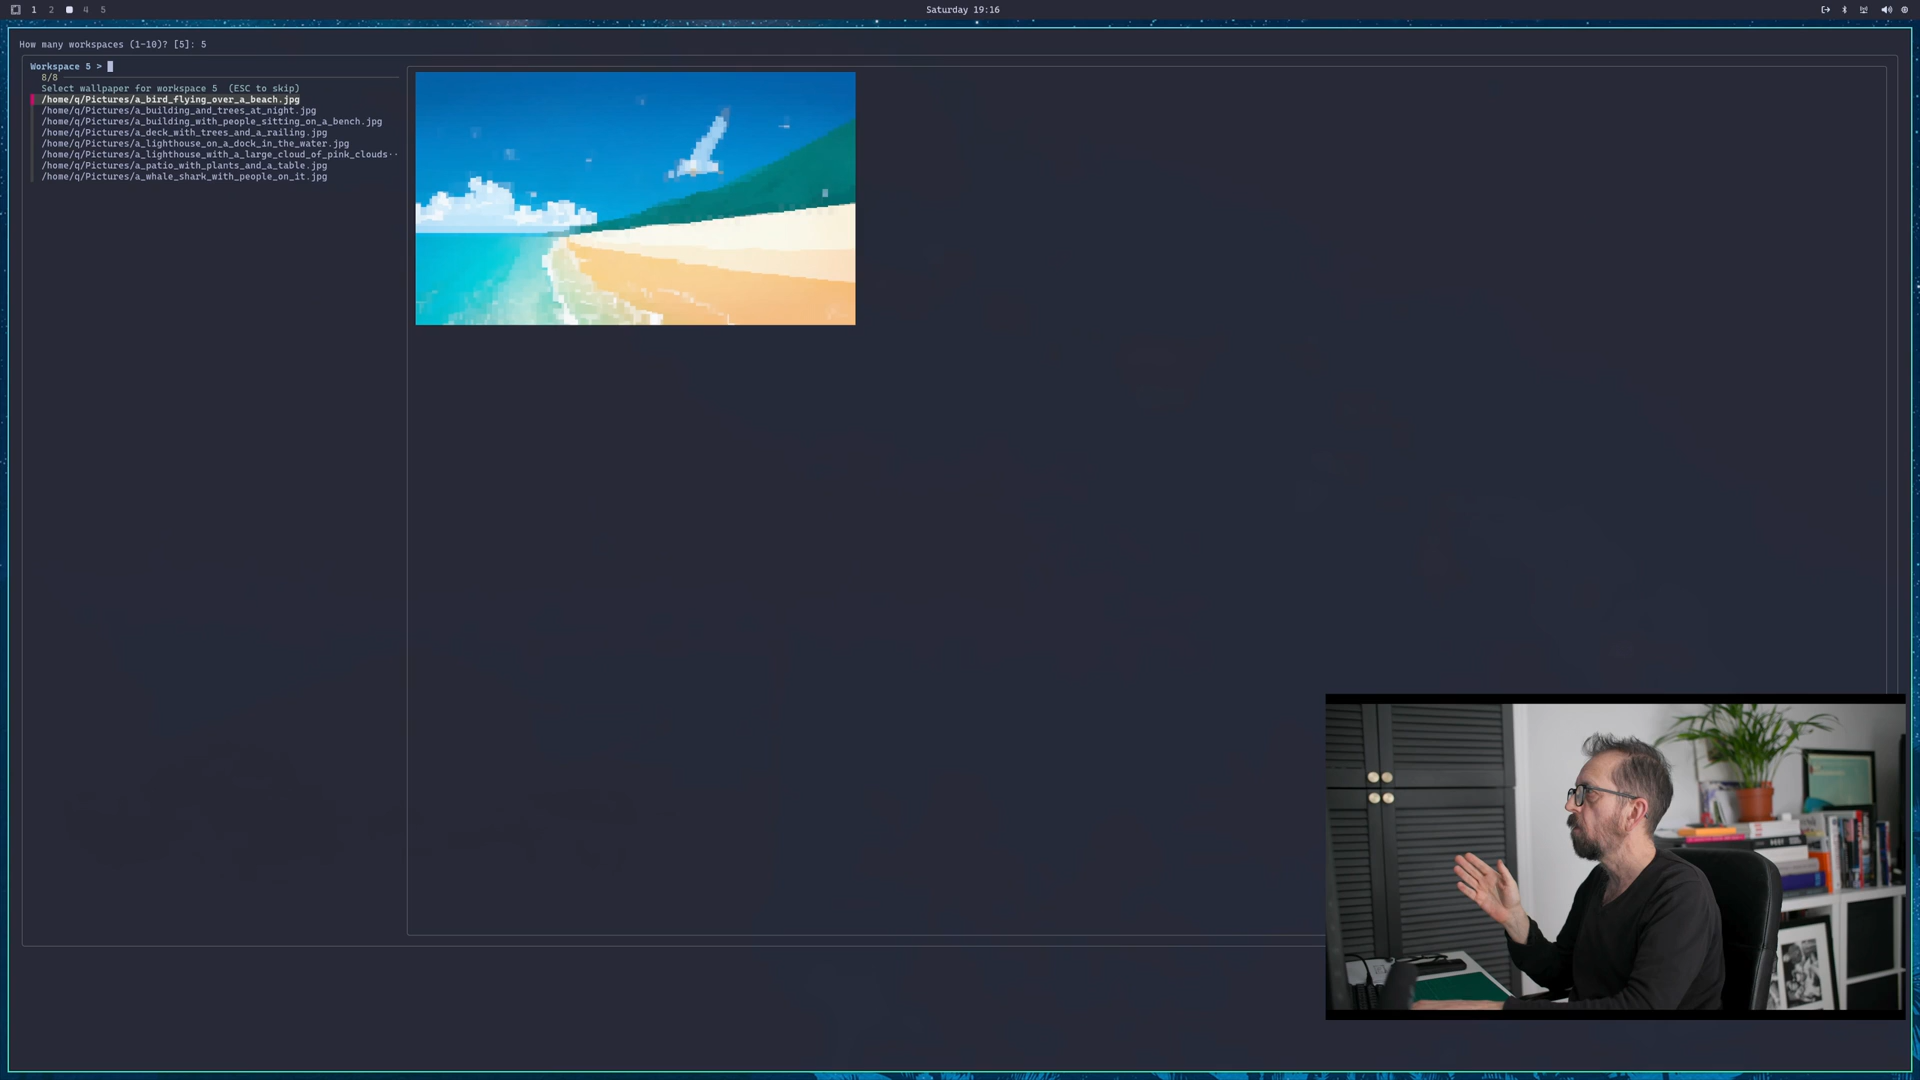 1 2 4 5
Saturday 19:16
How many workspaces (1-10)? [5]: 5
Workspace 5 >
8/8
Select wallpaper for workspace 5 (ESC to skip)
/home/q/Pictures/a_bird_flying_over_a_beach.jpg
/home/q/Pictures/a_building_and_trees_at_night.jpg
/home/q/Pictures/a_building_with_people_sitting_on_a_bench.jpg
/home/q/Pictures/a_deck_with_trees_and_a_railing.jpg
/home/q/Pictures/a_lighthouse_on_a_dock_in_the_water.jpg
/home/q/Pictures/a_lighthouse_with_a_large_cloud_of_pink_clouds··
/home/q/Pictures/a_patio_with_plants_and_a_table.jpg
/home/q/Pictures/a_whale_shark_with_people_on_it.jpg